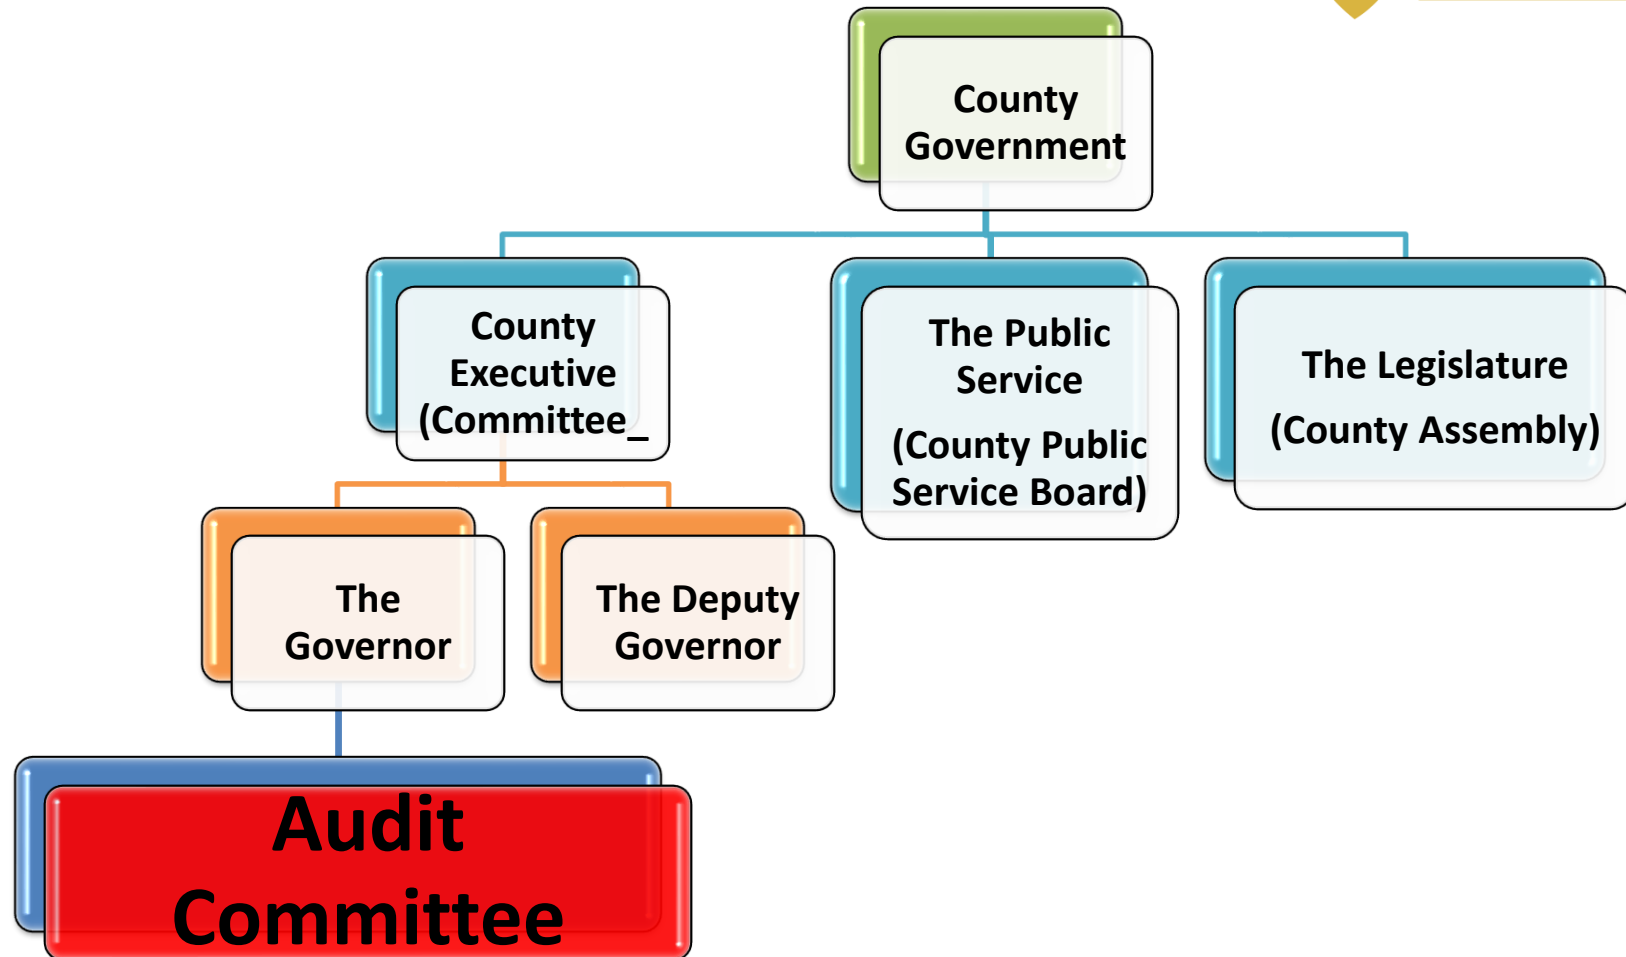 County
Government
County
Executive
(Committee_
The Public
Service
(County Public
Service Board)
The Legislature
(County Assembly)
The
Governor
The Deputy
Governor
Audit
Committee